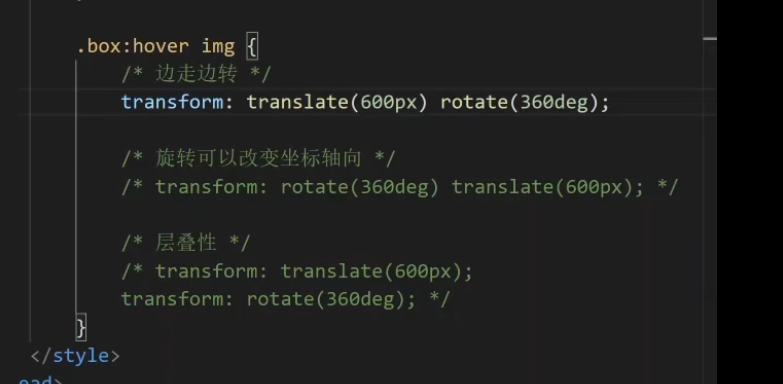 .box:hover img {
/* 边走边转 */
transform: translate(600px) rotate(360deg);
/* 旋转可以改变坐标轴向 */
/* transform: rotate(360deg) translate(600px); */
/* 层叠性 */
/* transform: translate(600px);
transform: rotate(360deg); */
}
</style>
ead>